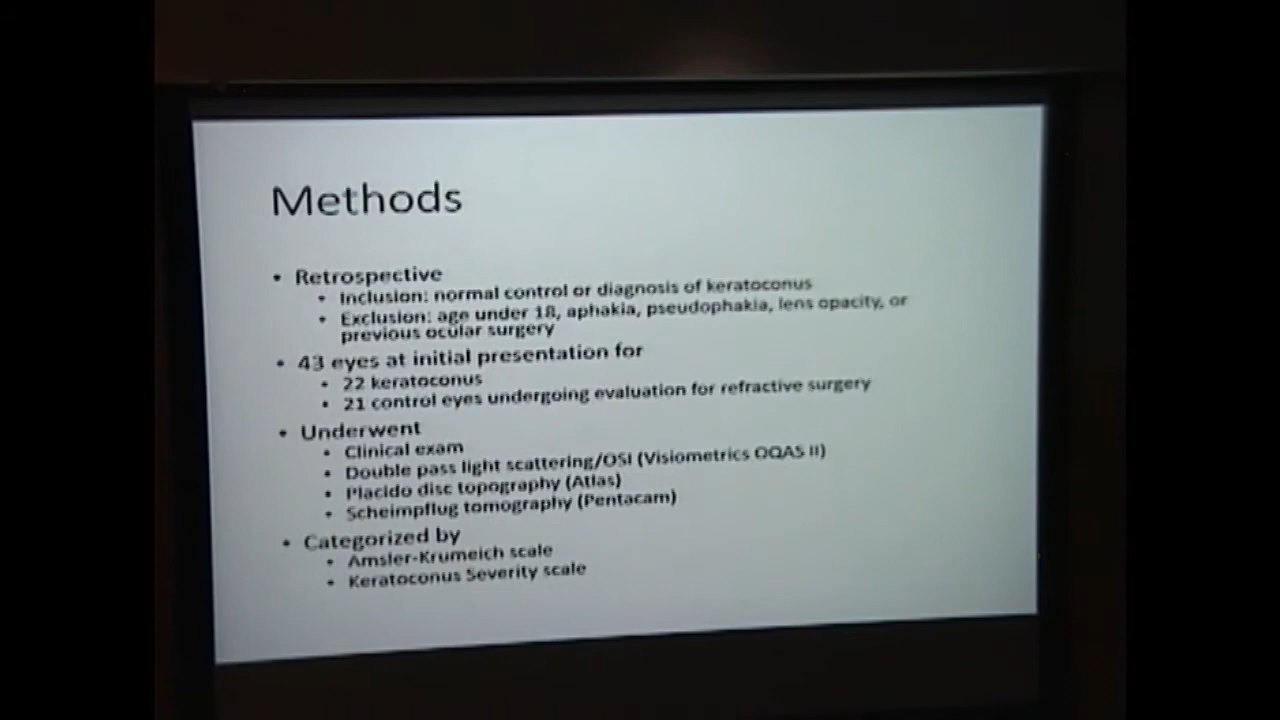 Methods
• Retrospective
• Inclusion: normal control or diagnosis of keratoconus
• Exclusion: age under 18, aphakia, pseudophakia, lens opacity, or
previous ocular surgery
• 43 eyes at initial presentation for
• 22 keratoconus
• 21 control eyes undergoing evaluation for refractive surgery
• Underwent
• Clinical exam
• Double pass light scattering/OSI (Visiometrics OQAS II)
• Placido disc topography (Atlas)
• Scheimpflug tomography (Pentacam)
• Categorized by
• Amsler-Krumeich scale
• Keratoconus Severity scale